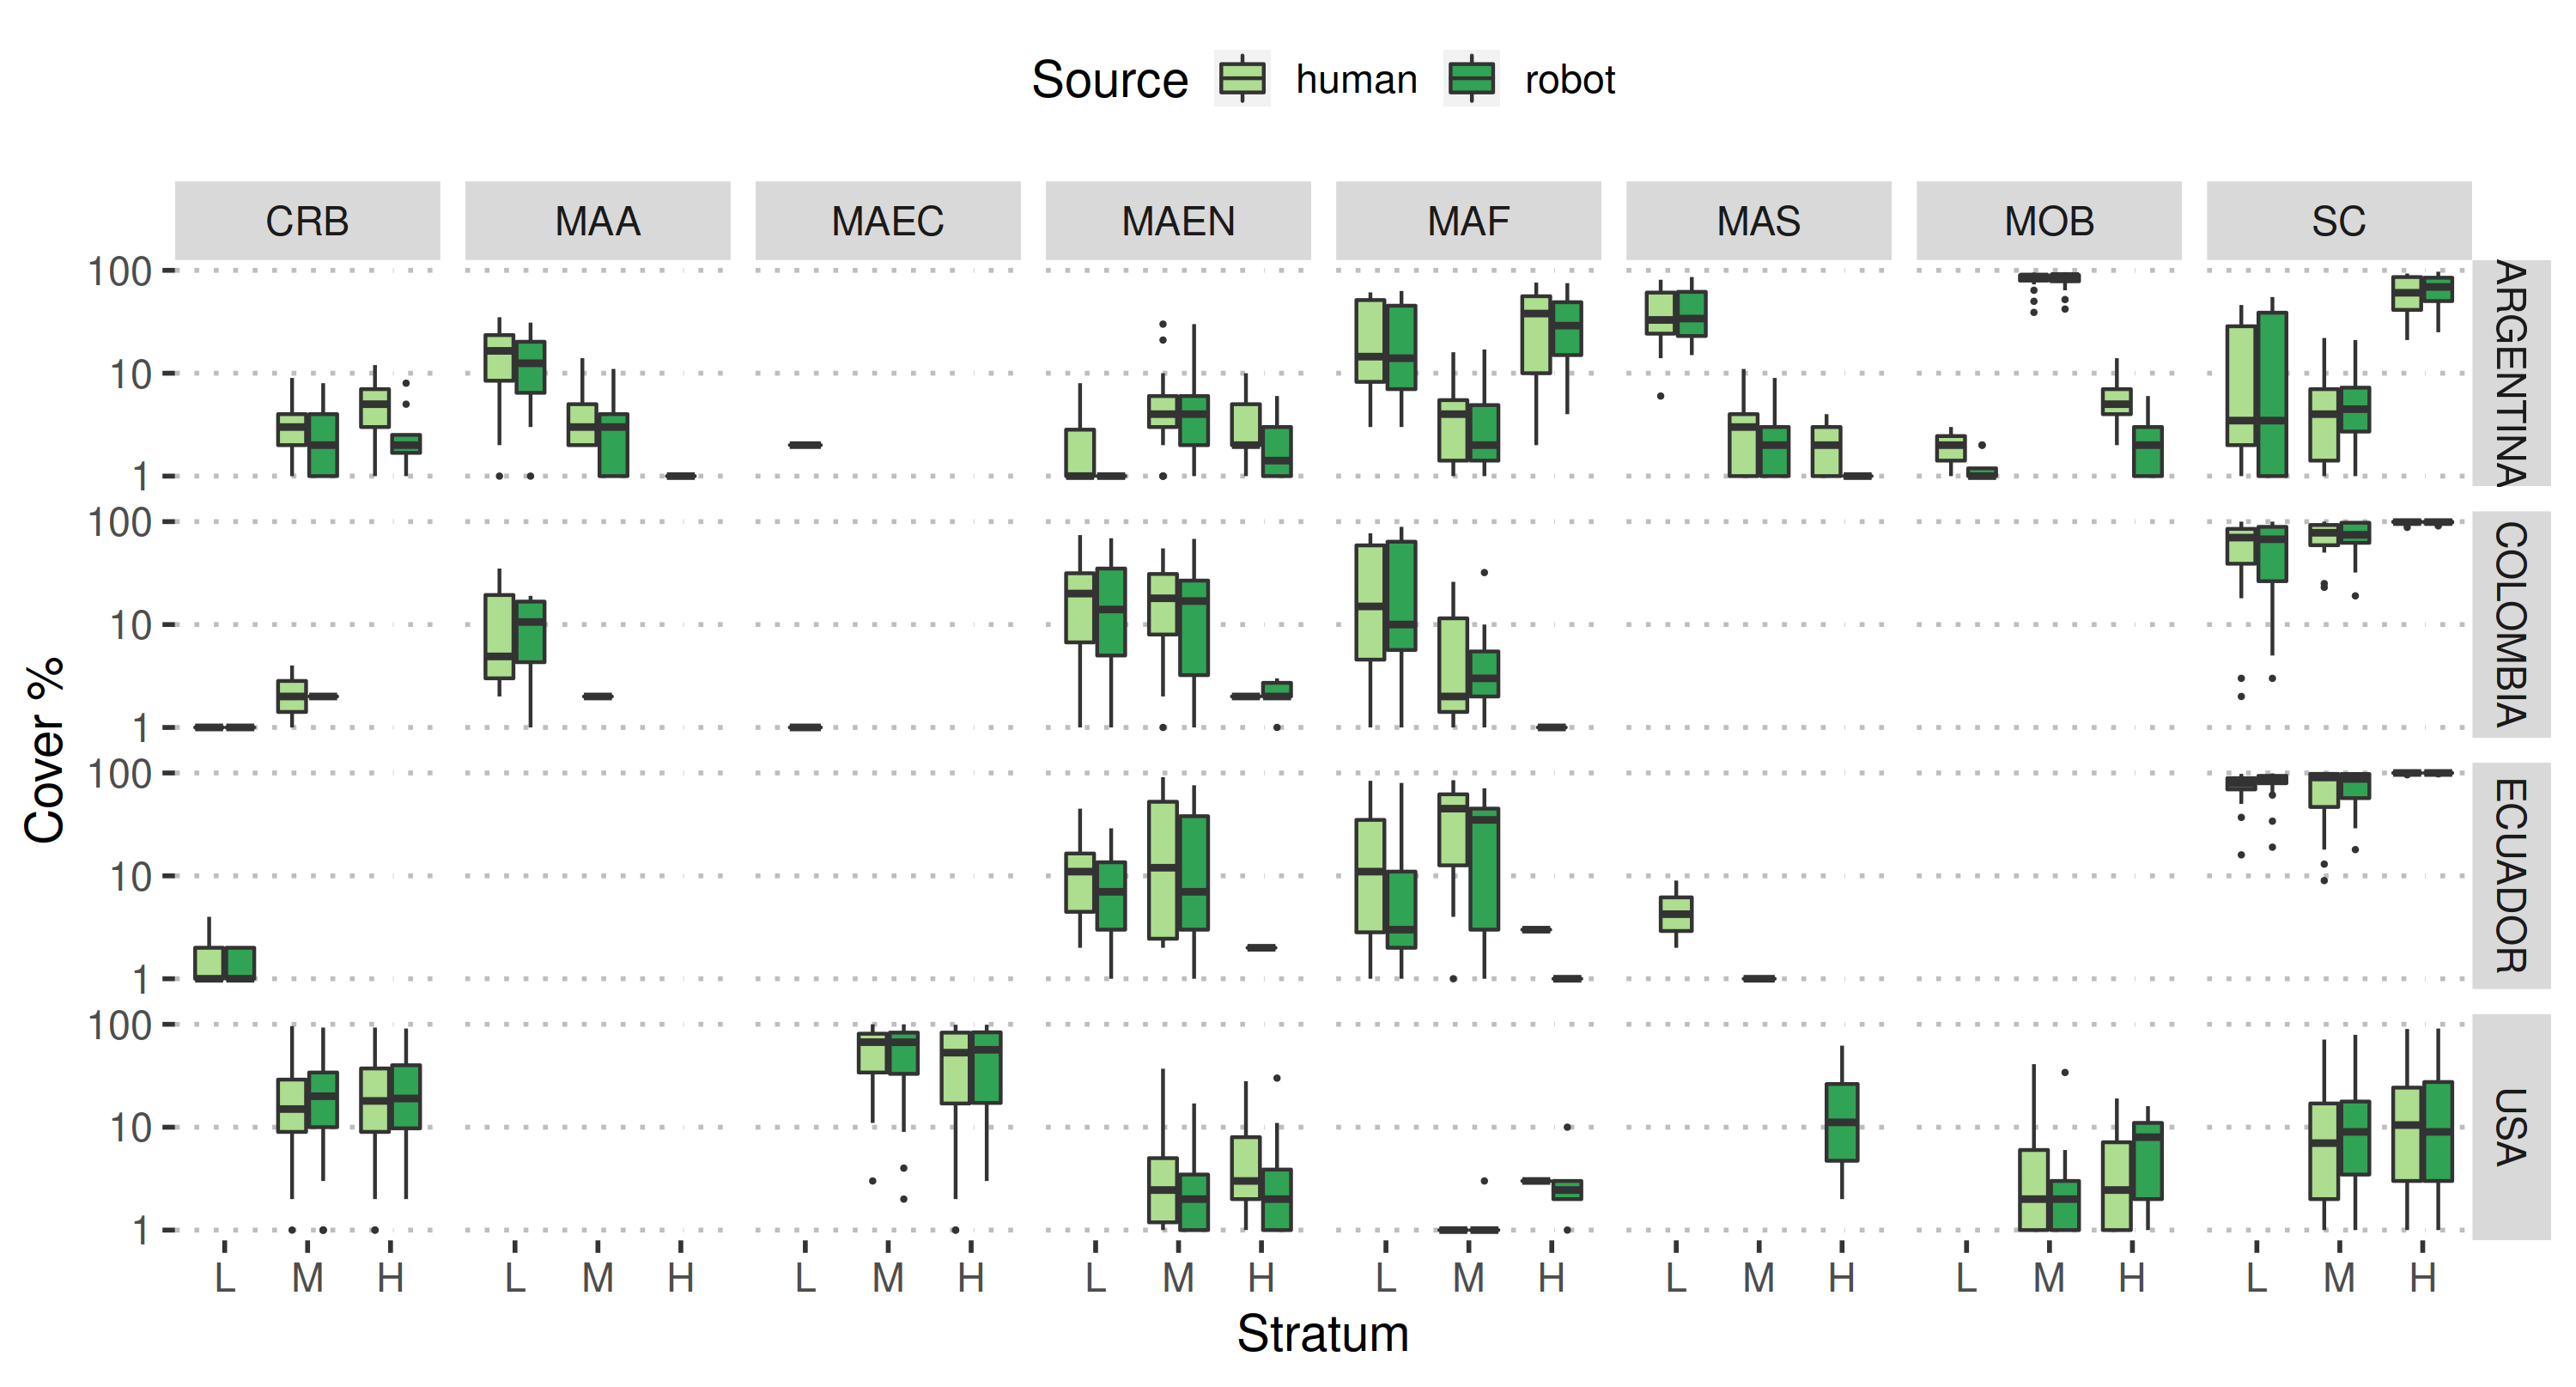 Source human robot
CRB MAA MAEC MAEN MAF MAS MOB SC
100
10
1
ARGENTINA
100
10
1
COLOMBIA
100
10
1
ECUADOR
100
10
1
USA
Cover %
L M H L M H L M H L M H L M H L M H L M H L M H
Stratum